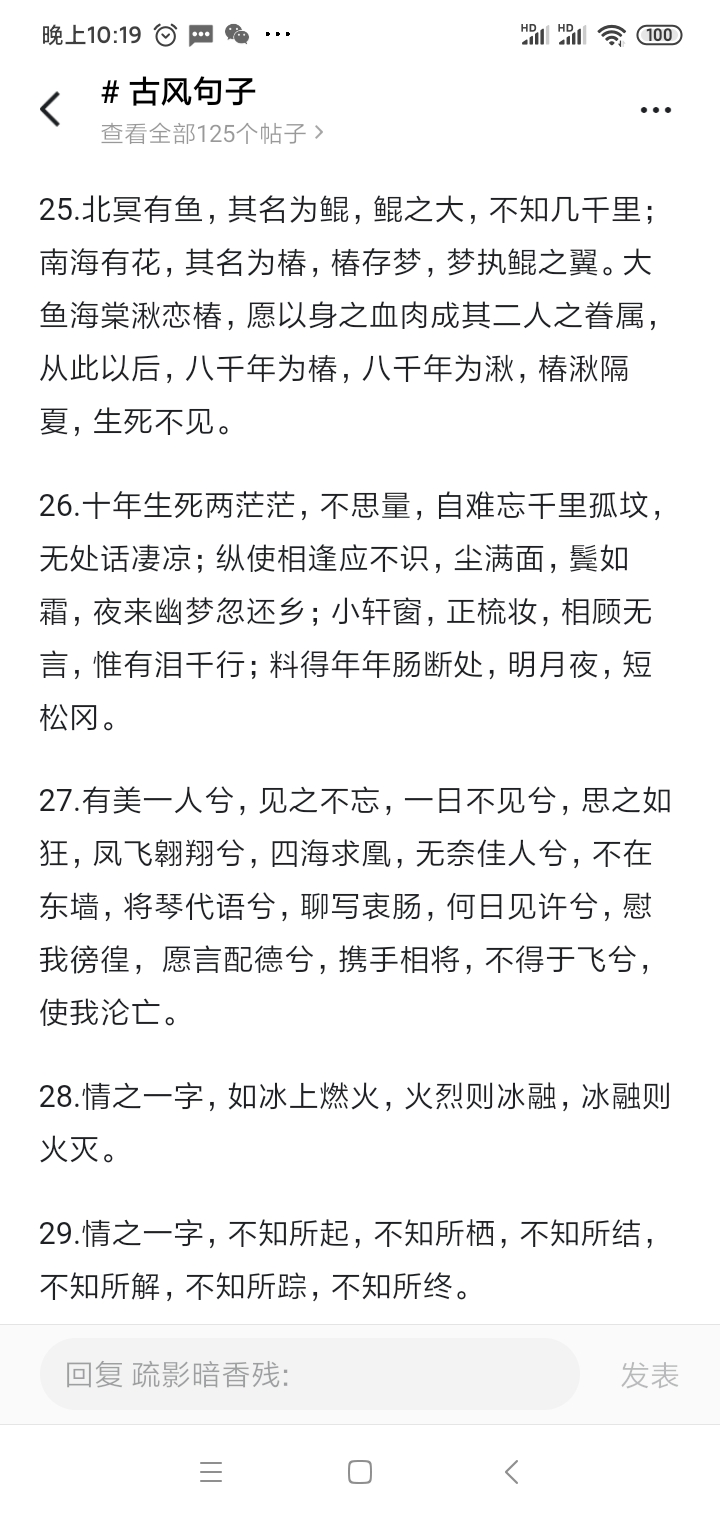 晚上10:19
HD HD 100
# 古风句子
查看全部125个帖子
25.北冥有鱼，其名为鲲，鲲之大，不知几千里；
南海有花，其名为椿，椿存梦，梦执鲲之翼。大
鱼海棠湫恋椿，愿以身之血肉成其二人之眷属，
从此以后，八千年为椿，八千年为湫，椿湫隔
夏，生死不见。
26.十年生死两茫茫，不思量，自难忘千里孤坟，
无处话凄凉；纵使相逢应不识，尘满面，鬓如
霜，夜来幽梦忽还乡；小轩窗，正梳妆，相顾无
言，惟有泪千行；料得年年肠断处，明月夜，短
松冈。
27.有美一人兮，见之不忘，一日不见兮，思之如
狂，凤飞翱翔兮，四海求凰，无奈佳人兮，不在
东墙，将琴代语兮，聊写衷肠，何日见许兮，慰
我徬徨，愿言配德兮，携手相将，不得于飞兮，
使我沦亡。
28.情之一字，如冰上燃火，火烈则冰融，冰融则
火灭。
29.情之一字，不知所起，不知所栖，不知所结，
不知所解，不知所踪，不知所终。
回复 疏影暗香残:
发表